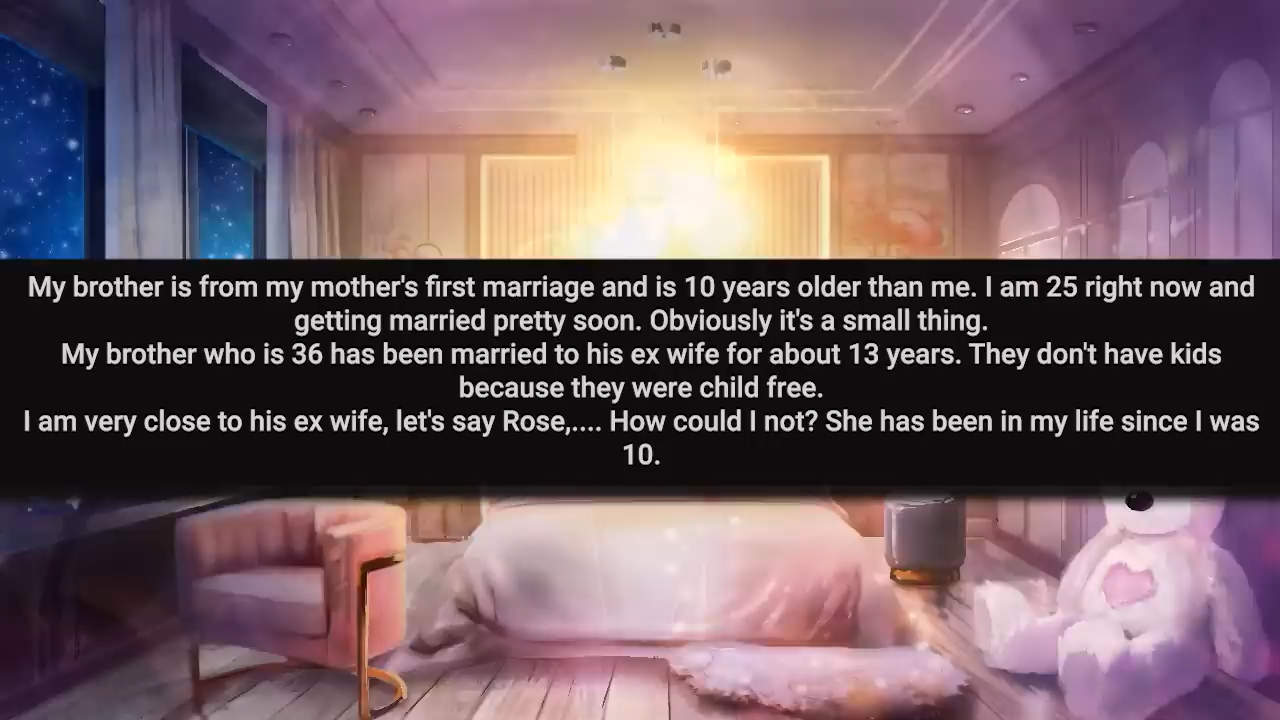 My brother is from my mother's first marriage and is 10 years older than me. I am 25 right now and
getting married pretty soon. Obviously it's a small thing.
My brother who is 36 has been married to his ex wife for about 13 years. They don't have kids
because they were child free.
I am very close to his ex wife, let's say Rose,.... How could I not? She has been in my life since I was
10.